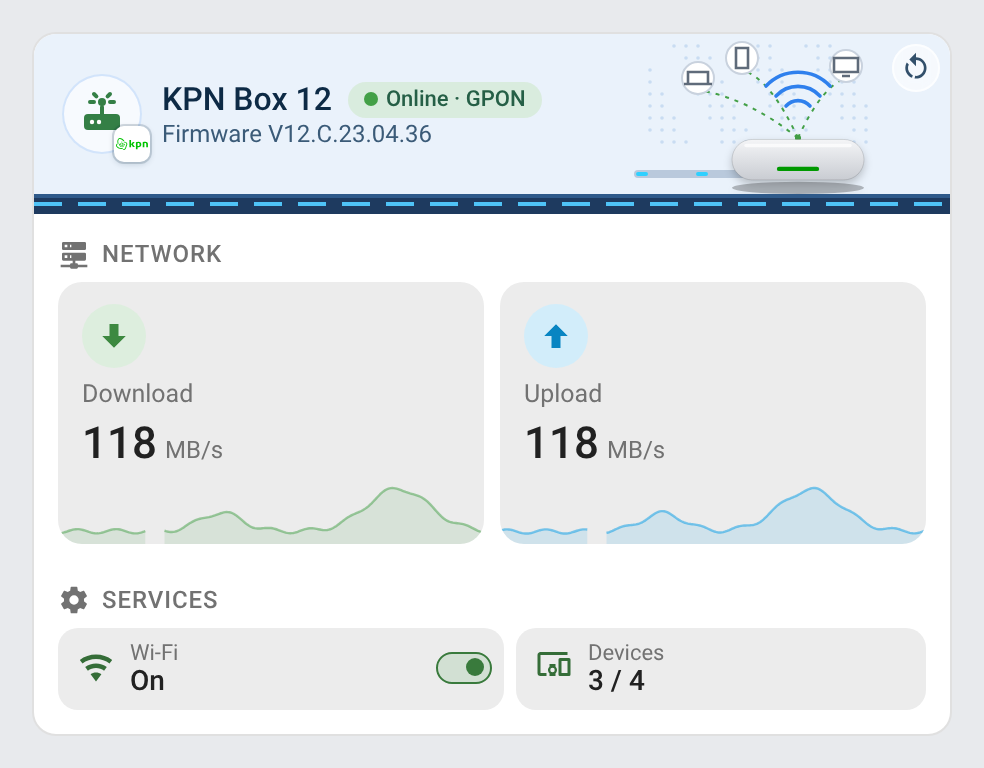 KPN Box 12
Online · GPON
Firmware V12.C.23.04.36
kpn
NETWORK
Download
118 MB/s
Upload
118 MB/s
SERVICES
Wi-Fi
On
Devices
3 / 4